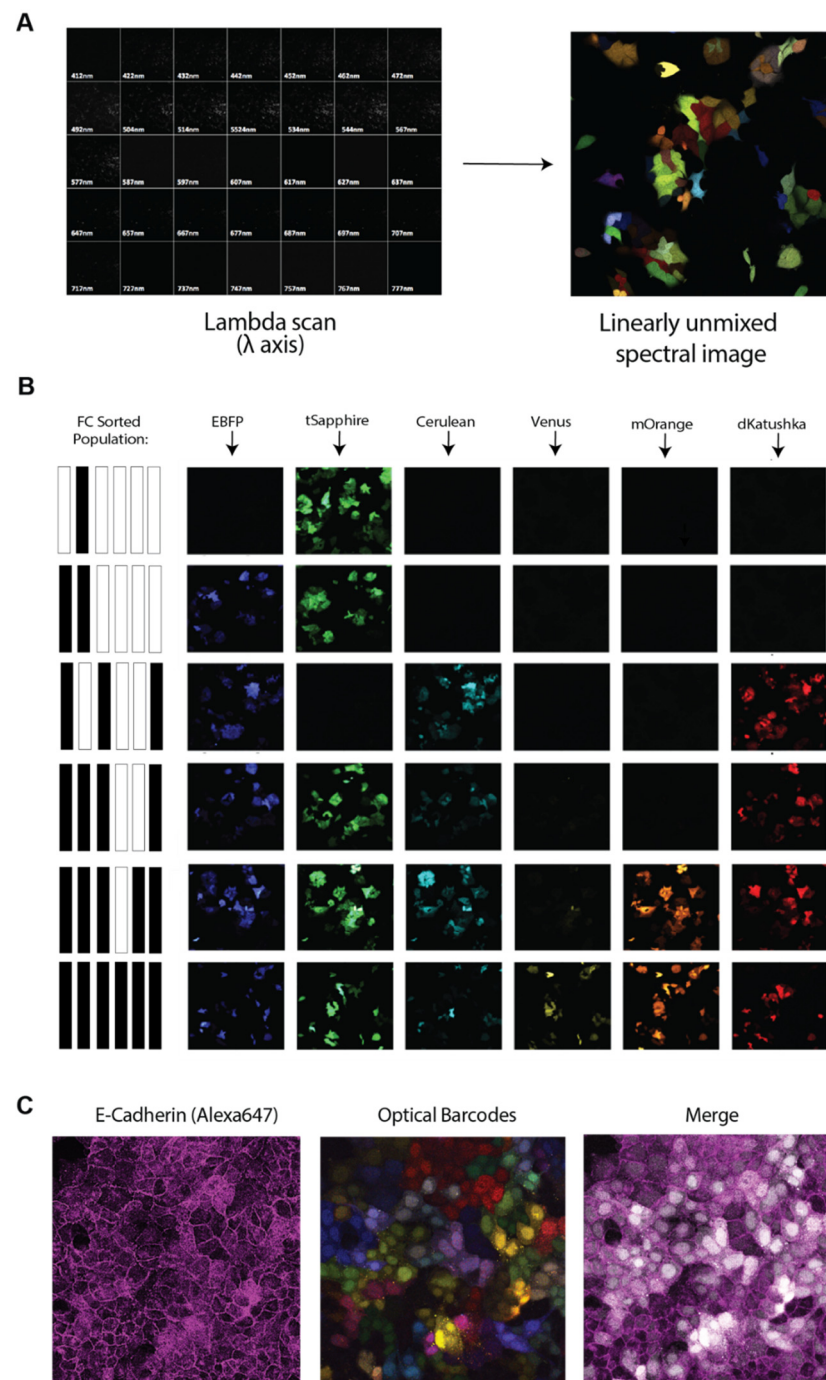 A
412nm 422nm 432nm 442nm 452nm 462nm 472nm
492nm 504nm 514nm 5524nm 534nm 544nm 567nm
577nm 587nm 597nm 607nm 617nm 627nm 637nm
647nm 657nm 667nm 677nm 687nm 697nm 707nm
717nm 727nm 737nm 747nm 757nm 767nm 777nm
Lambda scan
(λ axis)
Linearly unmixed
spectral image
B
FC Sorted
Population:
EBFP tSapphire Cerulean Venus mOrange dKatushka
C
E-Cadherin (Alexa647) Optical Barcodes Merge